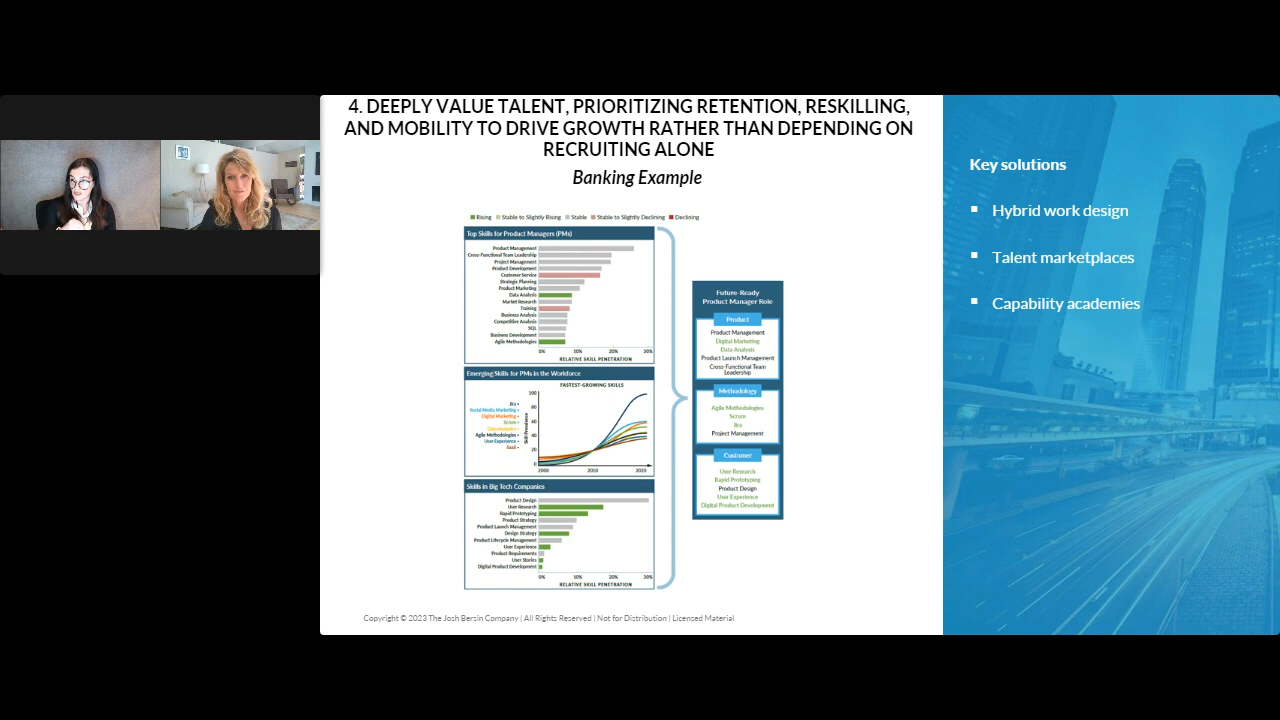 4. DEEPLY VALUE TALENT, PRIORITIZING RETENTION, RESKILLING,
AND MOBILITY TO DRIVE GROWTH RATHER THAN DEPENDING ON
RECRUITING ALONE
Banking Example
Rising Stable to Slightly Rising Stable Stable to Slightly Declining Declining
Top Skills for Product Managers (PMs)
Product Management
Cross-Functional Team Leadership
Project Management
Product Development
Customer Service
Strategic Planning
Product Marketing
Data Analysis
Market Research
Training
Business Analysis
Competitive Analysis
SQL
Business Development
Agile Methodologies
0% 10% 20% 30%
RELATIVE SKILL PENETRATION
Emerging Skills for PMs in the Workforce
FASTEST-GROWING SKILLS
Jira
Social Media Marketing
Digital Marketing
Scrum
Data Analytics
Agile Methodologies
User Experience
SaaS
Skill Prevalence
100
80
60
40
20
0
2000 2010 2020
Skills in Big Tech Companies
Product Design
User Research
Rapid Prototyping
Product Strategy
Product Launch Management
Design Strategy
Product Lifecycle Management
User Experience
Product Requirements
User Stories
Digital Product Development
0% 10% 20% 30%
RELATIVE SKILL PENETRATION
Future-Ready
Product Manager Role
Product
Product Management
Digital Marketing
Data Analysis
Product Launch Management
Cross-Functional Team
Leadership
Methodology
Agile Methodologies
Scrum
Jira
Project Management
Customer
User Research
Rapid Prototyping
Product Design
User Experience
Digital Product Development
Key solutions
Hybrid work design
Talent marketplaces
Capability academies
Copyright © 2023 The Josh Bersin Company | All Rights Reserved | Not for Distribution | Licensed Material